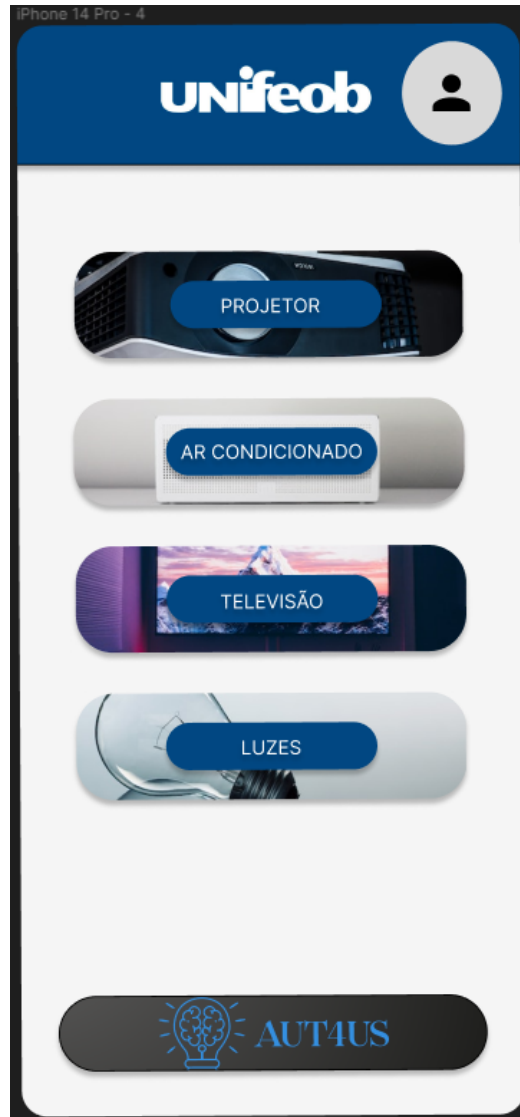 iPhone 14 Pro - 4
unifeob
PROJETOR
AR CONDICIONADO
TELEVISÃO
LUZES
AUT4US